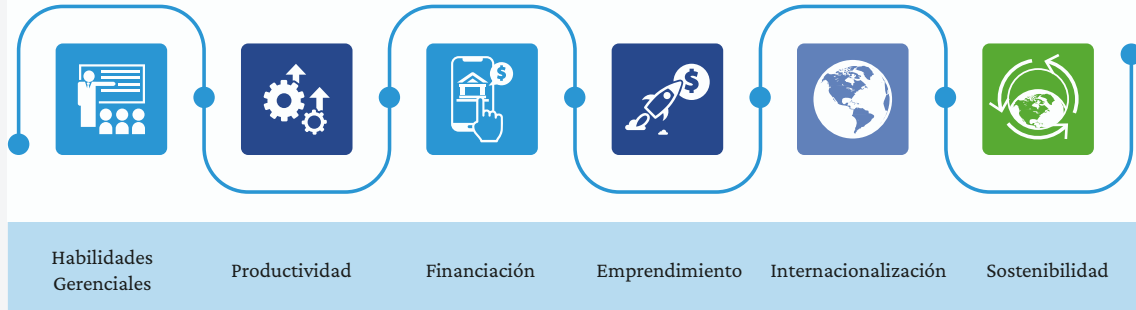 $
$
Habilidades
Gerenciales
Productividad
Financiación
Emprendimiento
Internacionalización
Sostenibilidad